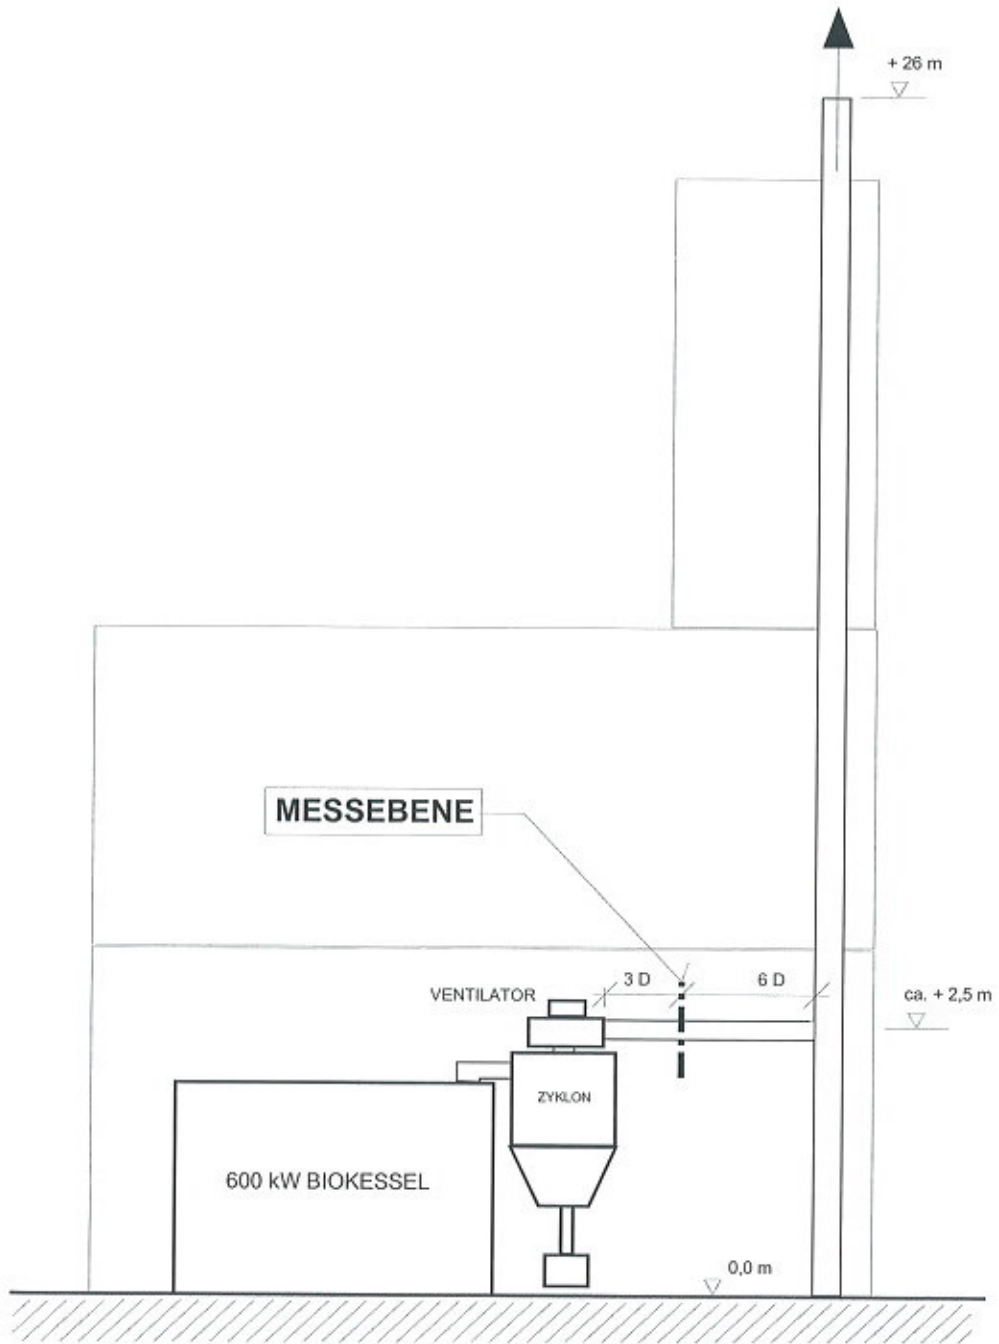 + 26 m
MESSEBENE
3 D
6 D
VENTILATOR
ca. + 2,5 m
ZYKLON
600 kW BIOKESSEL
0,0 m